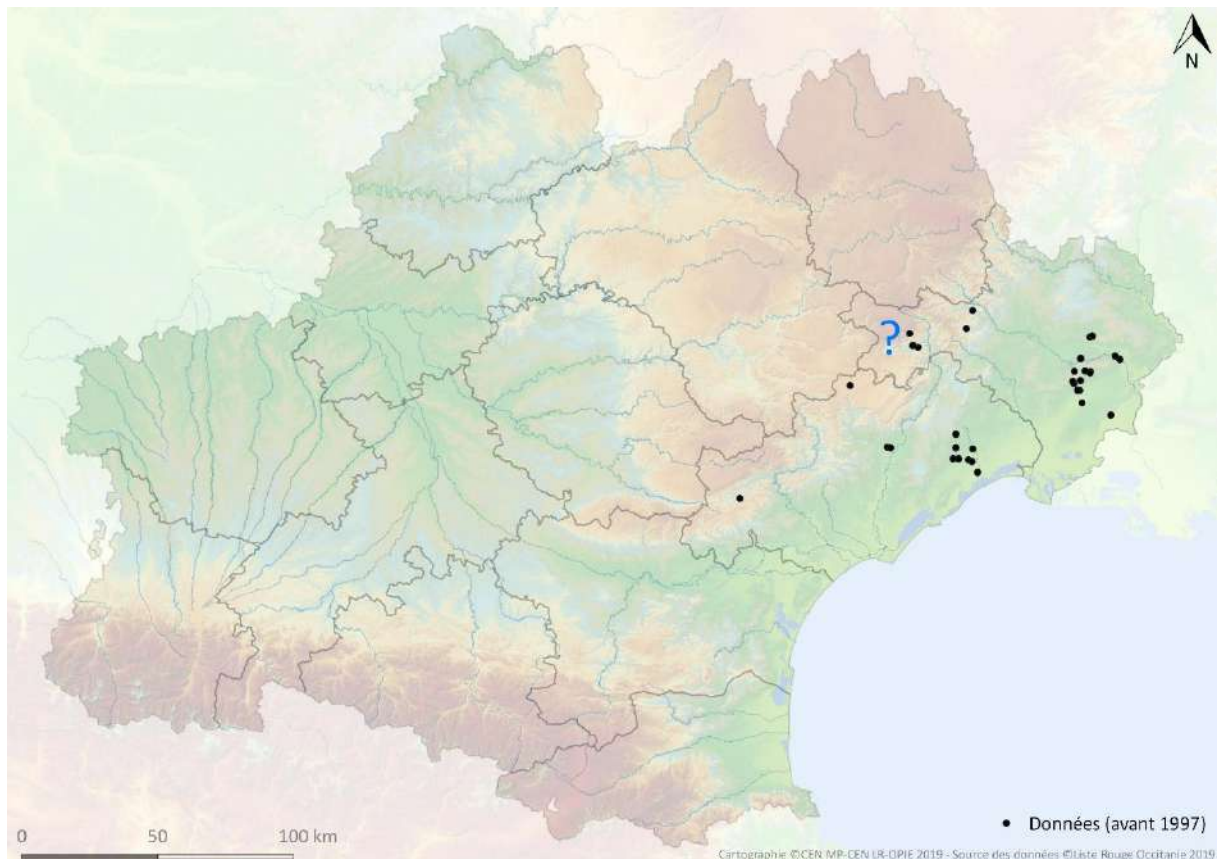 N
?
0 50 100 km
• Données (avant 1997)
Cartographie ©CEN MP-CEN LR-OPIE 2019 - Source des données ©Liste Rouge Occitanie 2019